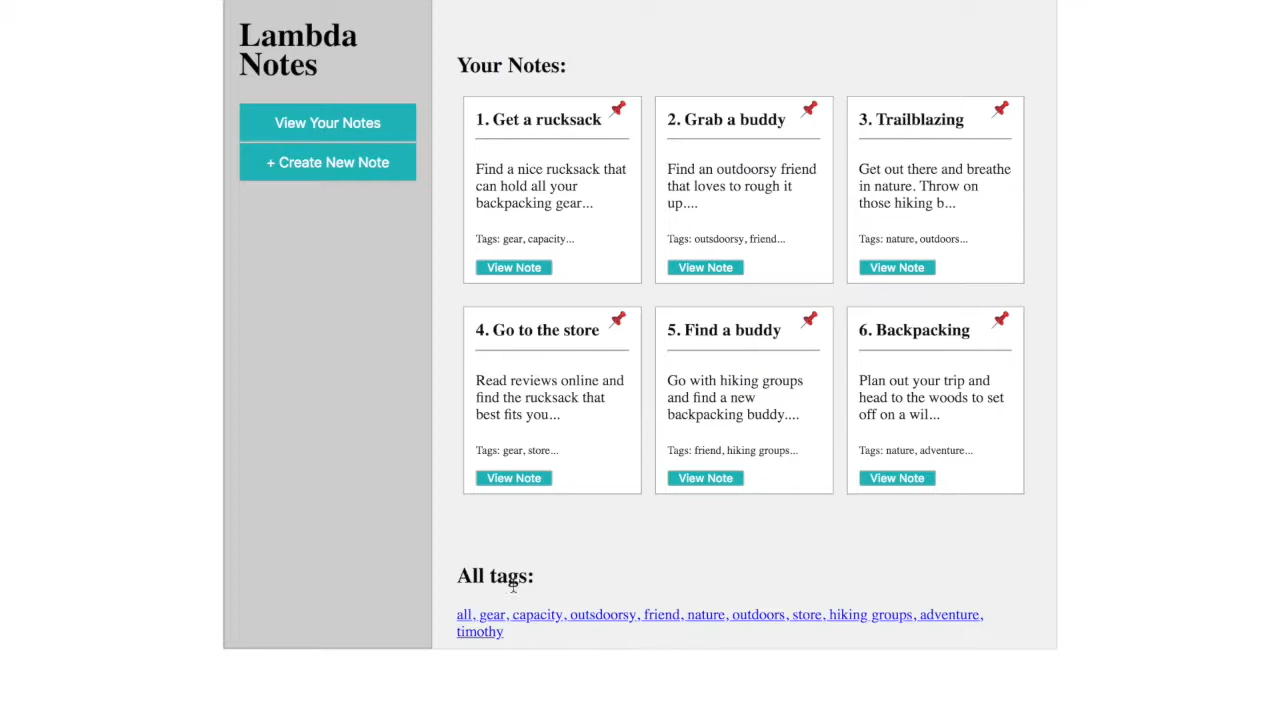 Lambda
Notes
View Your Notes
+ Create New Note
Your Notes:
1. Get a rucksack
Find a nice rucksack that
can hold all your
backpacking gear...
Tags: gear, capacity...
View Note
2. Grab a buddy
Find an outdoorsy friend
that loves to rough it
up....
Tags: outsdoorsy, friend...
View Note
3. Trailblazing
Get out there and breathe
in nature. Throw on
those hiking b...
Tags: nature, outdoors...
View Note
4. Go to the store
Read reviews online and
find the rucksack that
best fits you...
Tags: gear, store...
View Note
5. Find a buddy
Go with hiking groups
and find a new
backpacking buddy....
Tags: friend, hiking groups...
View Note
6. Backpacking
Plan out your trip and
head to the woods to set
off on a wil...
Tags: nature, adventure...
View Note
All tags:
all, gear, capacity, outsdoorsy, friend, nature, outdoors, store, hiking groups, adventure,
timothy